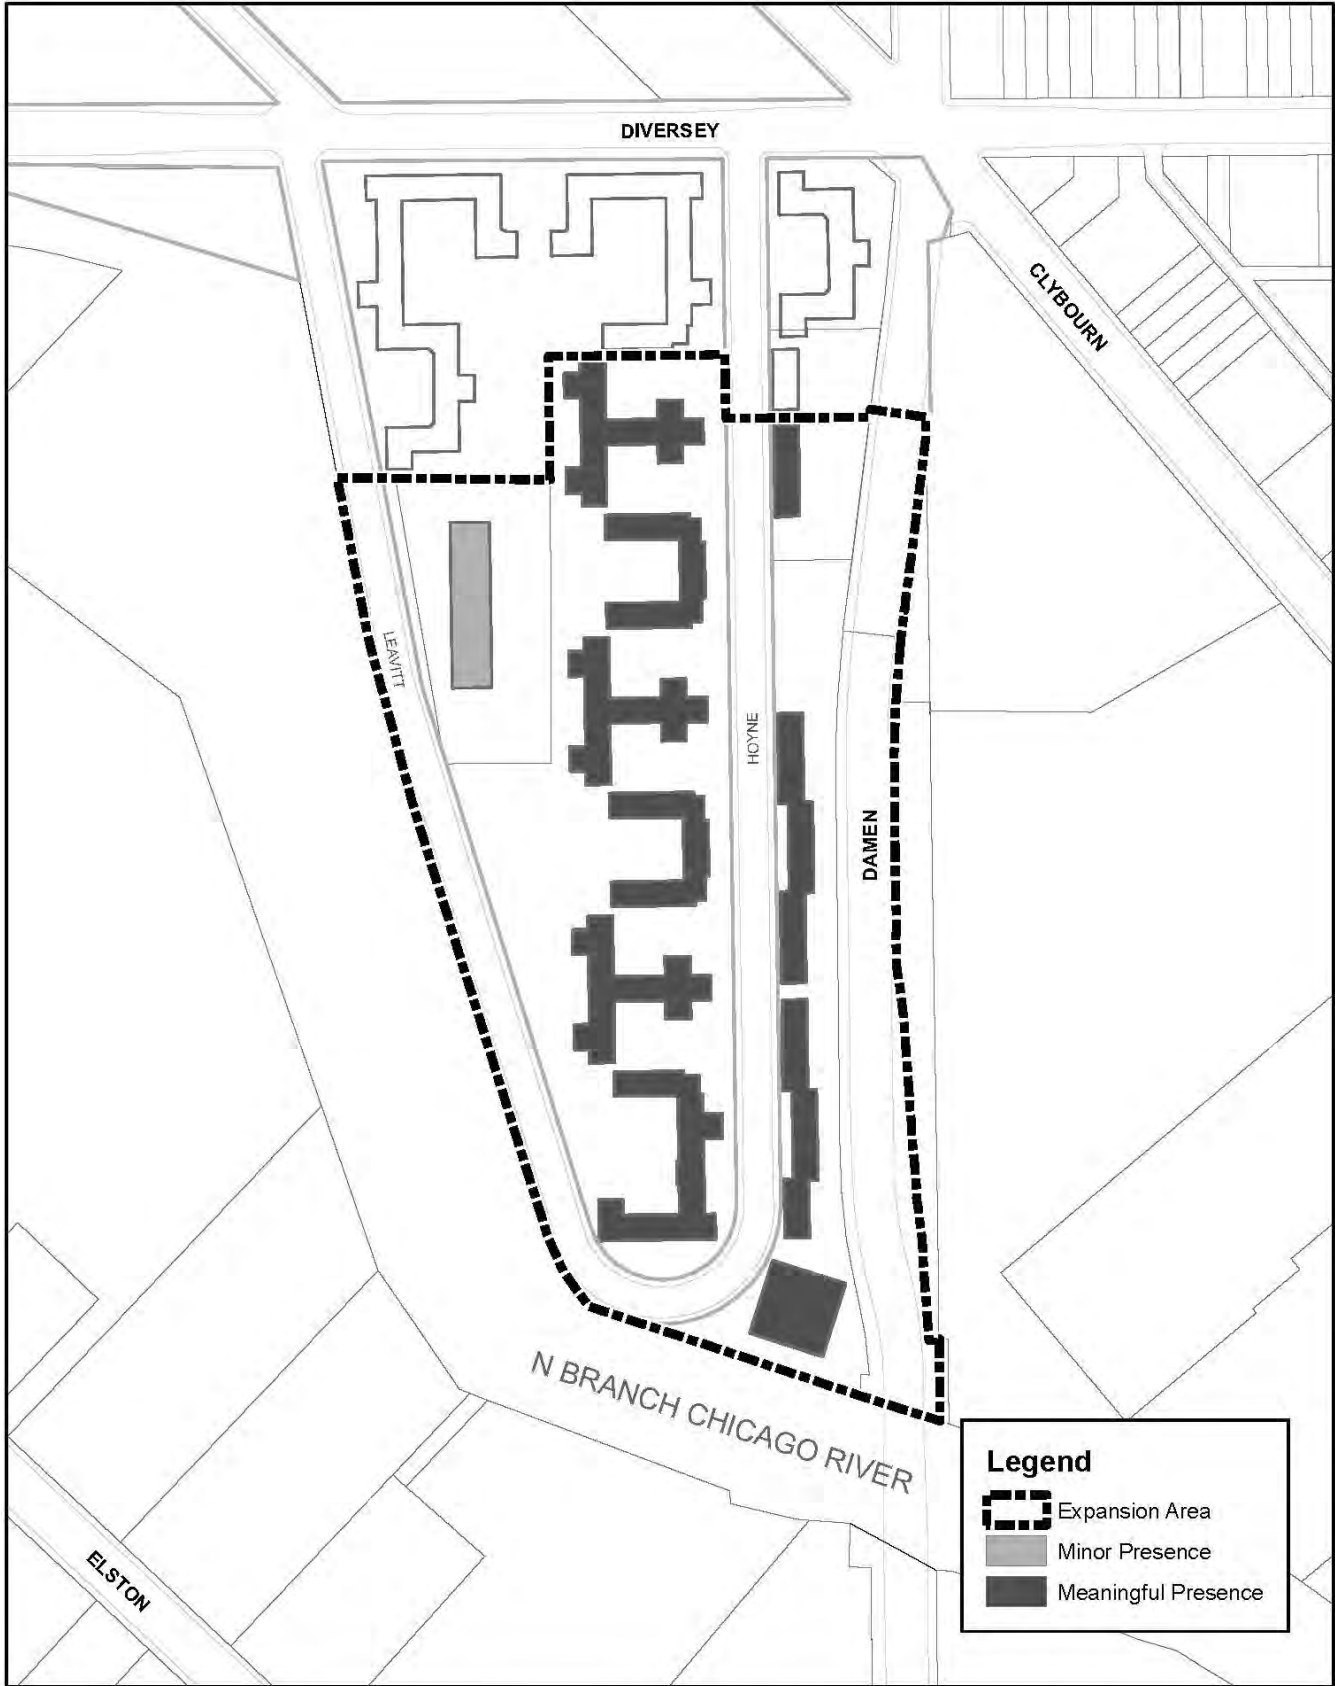 DIVERSEY
CLYBOURN
LEAVITT
HOYNE
DAMEN
N BRANCH CHICAGO RIVER
ELSTON
Legend
Expansion Area
Minor Presence
Meaningful Presence